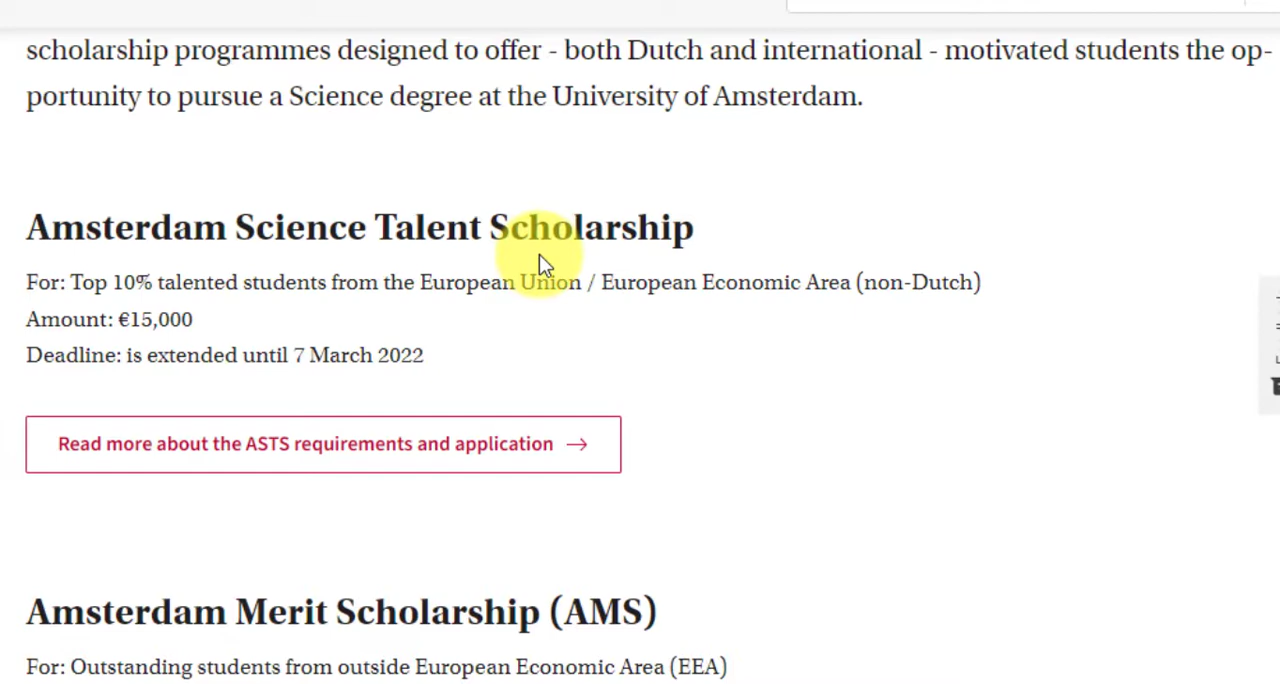 scholarship programmes designed to offer - both Dutch and international - motivated students the op-
portunity to pursue a Science degree at the University of Amsterdam.
Amsterdam Science Talent Scholarship
For: Top 10% talented students from the European Union / European Economic Area (non-Dutch)
Amount: €15,000
Deadline: is extended until 7 March 2022
Read more about the ASTS requirements and application →
Amsterdam Merit Scholarship (AMS)
For: Outstanding students from outside European Economic Area (EEA)